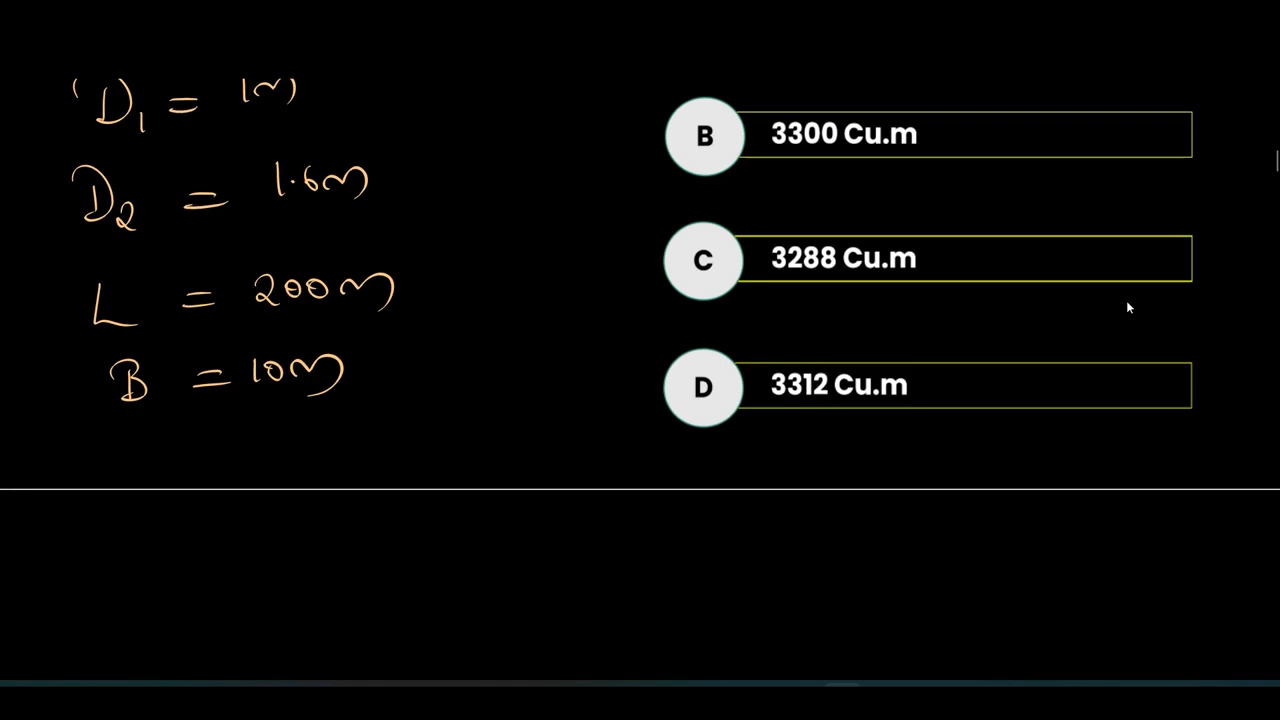 D₁ = 1m
D₂ = 1.6m
L = 200m
B = 10m
B 3300 Cu.m
C 3288 Cu.m
D 3312 Cu.m